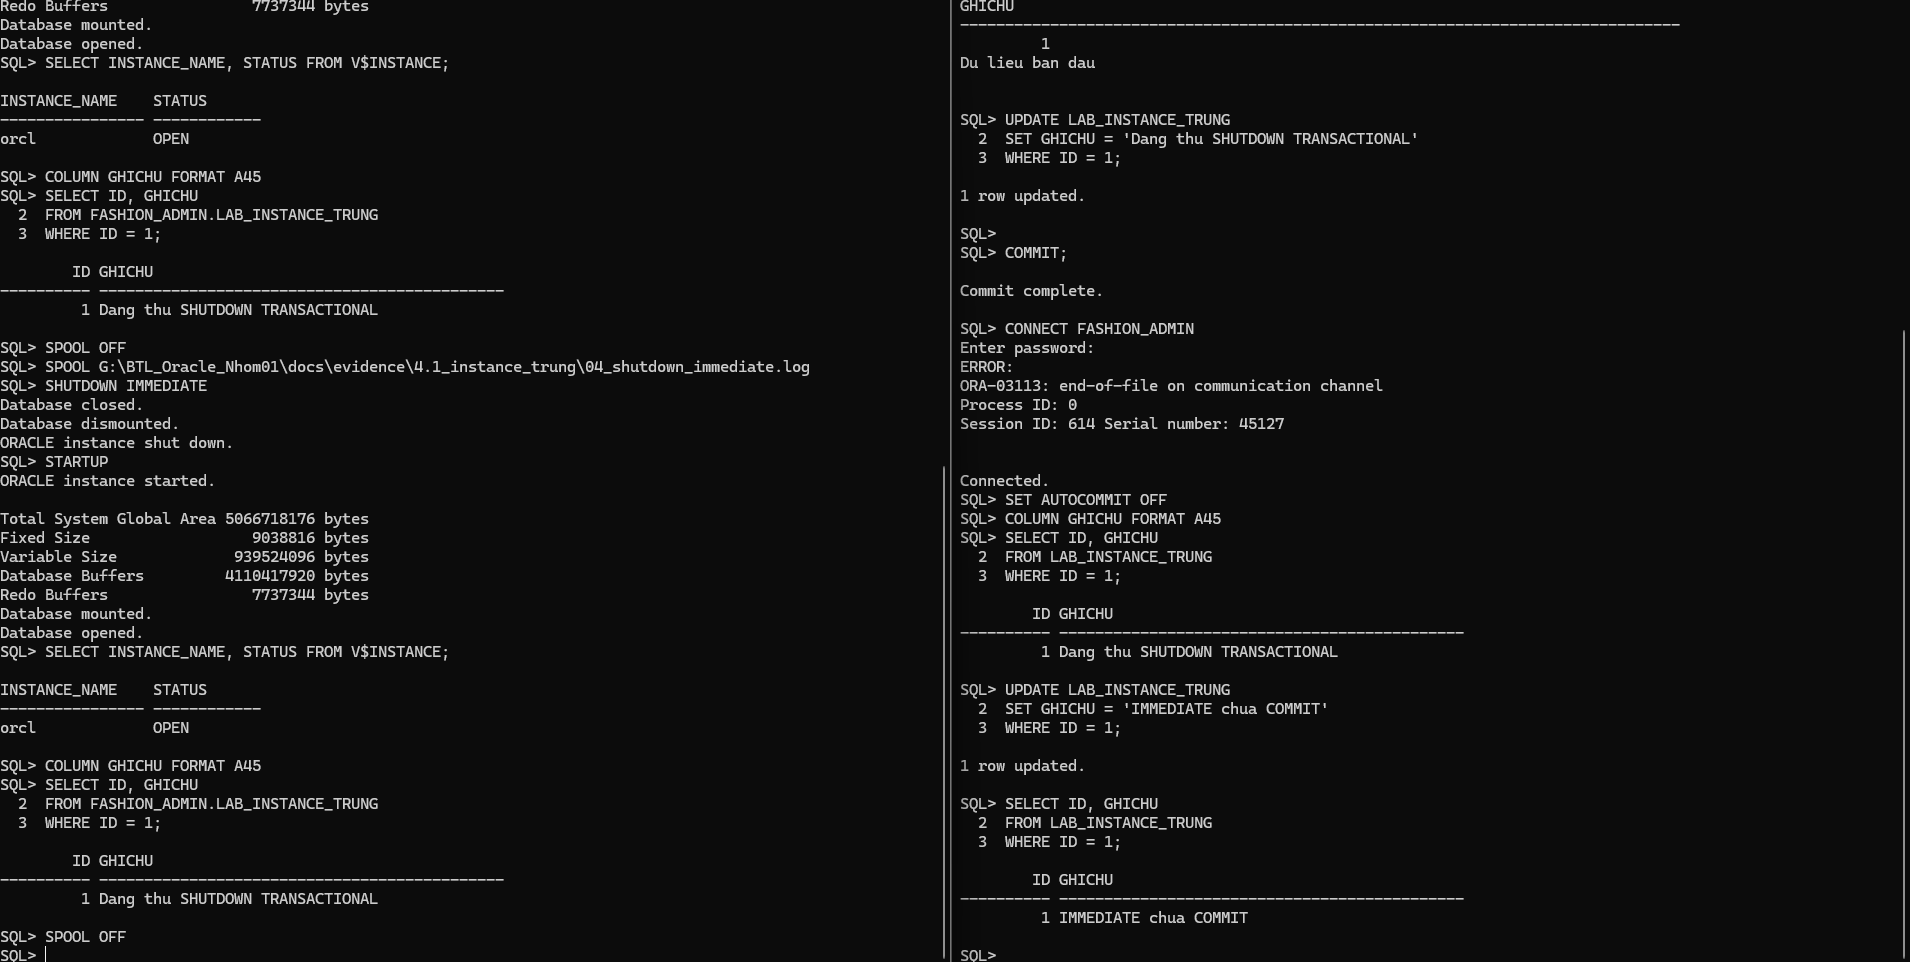 Redo Buffers                7737344 bytes
Database mounted.
Database opened.
SQL> SELECT INSTANCE_NAME, STATUS FROM V$INSTANCE;

INSTANCE_NAME    STATUS
---------------- ------------
orcl             OPEN

SQL> COLUMN GHICHU FORMAT A45
SQL> SELECT ID, GHICHU
  2  FROM FASHION_ADMIN.LAB_INSTANCE_TRUNG
  3  WHERE ID = 1;

        ID GHICHU
---------- ---------------------------------------------
         1 Dang thu SHUTDOWN TRANSACTIONAL

SQL> SPOOL OFF
SQL> SPOOL G:\BTL_Oracle_Nhom01\docs\evidence\4.1_instance_trung\04_shutdown_immediate.log
SQL> SHUTDOWN IMMEDIATE
Database closed.
Database dismounted.
ORACLE instance shut down.
SQL> STARTUP
ORACLE instance started.

Total System Global Area 5066718176 bytes
Fixed Size                  9038816 bytes
Variable Size             939524096 bytes
Database Buffers         4110417920 bytes
Redo Buffers                7737344 bytes
Database mounted.
Database opened.
SQL> SELECT INSTANCE_NAME, STATUS FROM V$INSTANCE;

INSTANCE_NAME    STATUS
---------------- ------------
orcl             OPEN

SQL> COLUMN GHICHU FORMAT A45
SQL> SELECT ID, GHICHU
  2  FROM FASHION_ADMIN.LAB_INSTANCE_TRUNG
  3  WHERE ID = 1;

        ID GHICHU
---------- ---------------------------------------------
         1 Dang thu SHUTDOWN TRANSACTIONAL

SQL> SPOOL OFF
SQL>
GHICHU
--------------------------------------------------------------------------------
         1
Du lieu ban dau

SQL> UPDATE LAB_INSTANCE_TRUNG
  2  SET GHICHU = 'Dang thu SHUTDOWN TRANSACTIONAL'
  3  WHERE ID = 1;

1 row updated.

SQL>
SQL> COMMIT;

Commit complete.

SQL> CONNECT FASHION_ADMIN
Enter password:
ERROR:
ORA-03113: end-of-file on communication channel
Process ID: 0
Session ID: 614 Serial number: 45127

Connected.
SQL> SET AUTOCOMMIT OFF
SQL> COLUMN GHICHU FORMAT A45
SQL> SELECT ID, GHICHU
  2  FROM LAB_INSTANCE_TRUNG
  3  WHERE ID = 1;

        ID GHICHU
---------- ---------------------------------------------
         1 Dang thu SHUTDOWN TRANSACTIONAL

SQL> UPDATE LAB_INSTANCE_TRUNG
  2  SET GHICHU = 'IMMEDIATE chua COMMIT'
  3  WHERE ID = 1;

1 row updated.

SQL> SELECT ID, GHICHU
  2  FROM LAB_INSTANCE_TRUNG
  3  WHERE ID = 1;

        ID GHICHU
---------- ---------------------------------------------
         1 IMMEDIATE chua COMMIT

SQL>